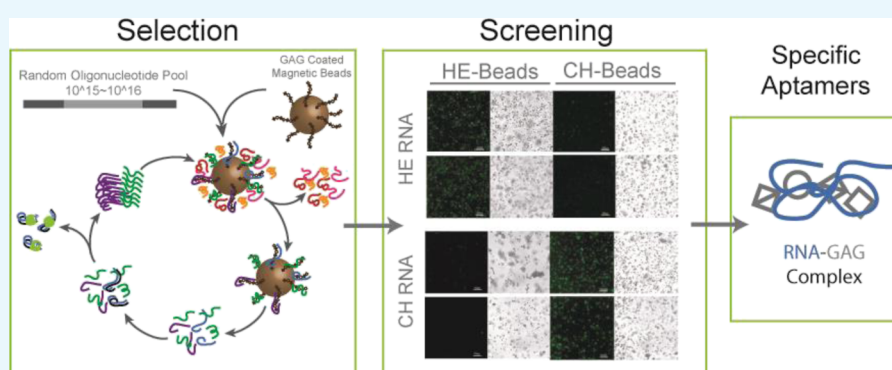 Selection
Random Oligonucleotide Pool
10^15~10^16
GAG Coated
Magnetic Beads
Screening
HE-Beads CH-Beads
HE RNA
CH RNA
Specific
Aptamers
RNA-GAG
Complex